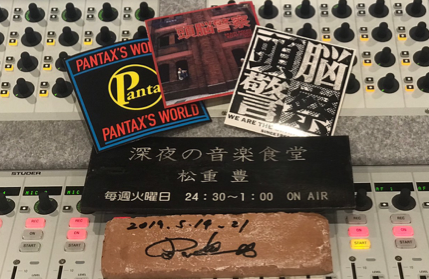 PANTAX'S WORLD
Panta
PANTAX'S WORLD
頭脳警察
頭脳警察
WE ARE THE
深夜の音楽食堂
松重 豊
毎週火曜日 24:30～1:00 ON AIR
2019.5.19~21
STUDER